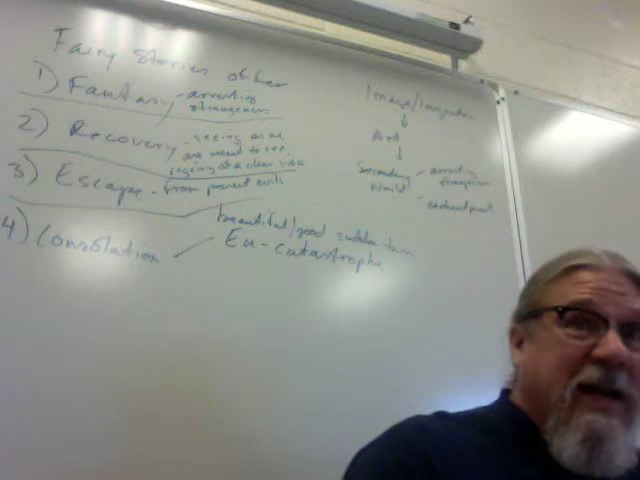 Fairy Stories offer
1) Fantasy - arresting
strangeness
2) Recovery - seeing as we
are meant to see,
regaining of a clear view
3) Escape - from present evils
beautiful/good sudden turn
4) Consolation Eu-catastrophe
Image/Imagination
Art
Secondary - arresting
World strangeness
- enchantment